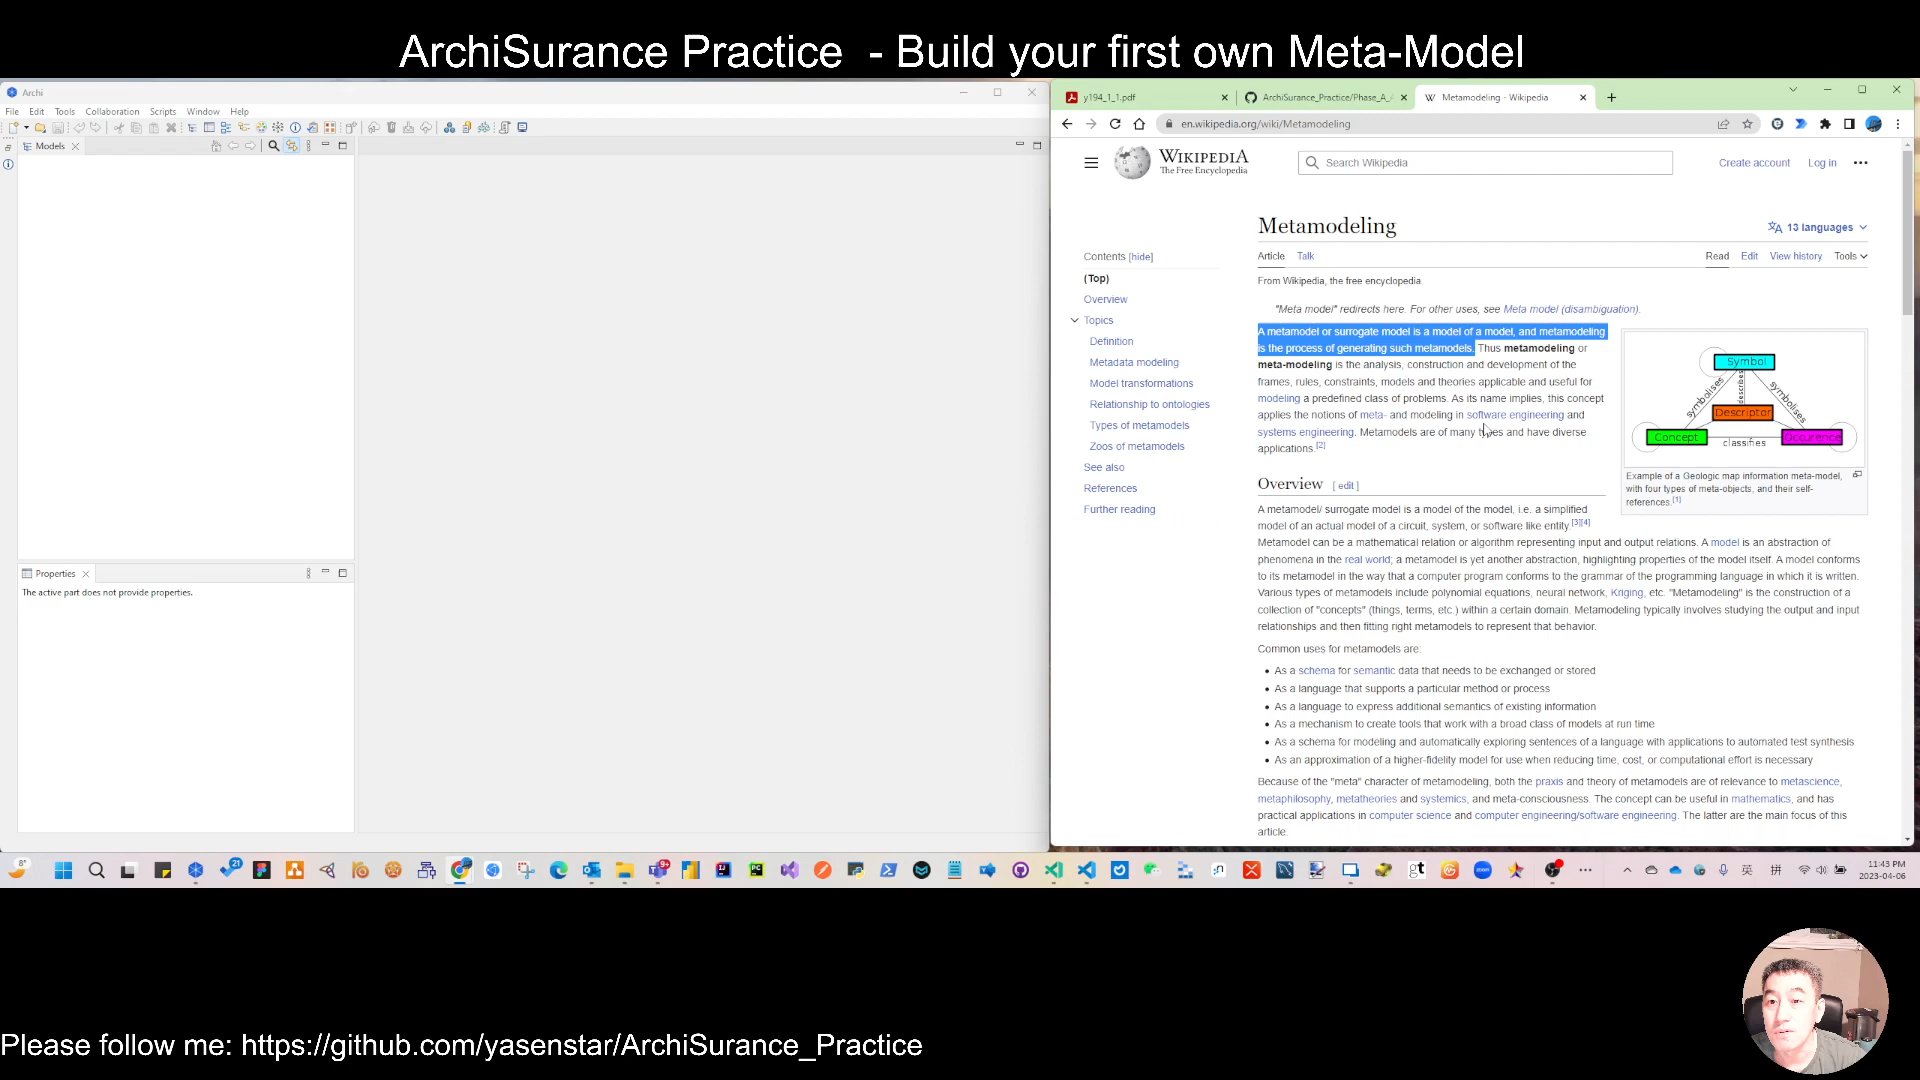 ArchiSurance Practice - Build your first own Meta-Model
Archi
File Edit Tools Collaboration Scripts Window Help
Models
Properties
The active part does not provide properties.
y194_1_1.pdf
ArchiSurance_Practice/Phase_A_
Metamodeling - Wikipedia
en.wikipedia.org/wiki/Metamodeling
WIKIPEDIA
The Free Encyclopedia
Search Wikipedia
Create account Log in
Metamodeling
13 languages
Contents [hide]
(Top)
Overview
Topics
Definition
Metadata modeling
Model transformations
Relationship to ontologies
Types of metamodels
Zoos of metamodels
See also
References
Further reading
Article Talk
Read Edit View history Tools
From Wikipedia, the free encyclopedia
"Meta model" redirects here. For other uses, see Meta model (disambiguation).
A metamodel or surrogate model is a model of a model, and metamodeling
is the process of generating such metamodels. Thus metamodeling or
meta-modeling is the analysis, construction and development of the
frames, rules, constraints, models and theories applicable and useful for
modeling a predefined class of problems. As its name implies, this concept
applies the notions of meta- and modeling in software engineering and
systems engineering. Metamodels are of many types and have diverse
applications.[2]
Symbol
symbolises
describes
symbolises
Descriptor
Concept
classifies
Occurence
Example of a Geologic map information meta-model,
with four types of meta-objects, and their self-
references.[1]
Overview [ edit ]
A metamodel/ surrogate model is a model of the model, i.e. a simplified
model of an actual model of a circuit, system, or software like entity.[3][4]
Metamodel can be a mathematical relation or algorithm representing input and output relations. A model is an abstraction of
phenomena in the real world; a metamodel is yet another abstraction, highlighting properties of the model itself. A model conforms
to its metamodel in the way that a computer program conforms to the grammar of the programming language in which it is written.
Various types of metamodels include polynomial equations, neural network, Kriging, etc. "Metamodeling" is the construction of a
collection of "concepts" (things, terms, etc.) within a certain domain. Metamodeling typically involves studying the output and input
relationships and then fitting right metamodels to represent that behavior.
Common uses for metamodels are:
• As a schema for semantic data that needs to be exchanged or stored
• As a language that supports a particular method or process
• As a language to express additional semantics of existing information
• As a mechanism to create tools that work with a broad class of models at run time
• As a schema for modeling and automatically exploring sentences of a language with applications to automated test synthesis
• As an approximation of a higher-fidelity model for use when reducing time, cost, or computational effort is necessary
Because of the "meta" character of metamodeling, both the praxis and theory of metamodels are of relevance to metascience,
metaphilosophy, metatheories and systemics, and meta-consciousness. The concept can be useful in mathematics, and has
practical applications in computer science and computer engineering/software engineering. The latter are the main focus of this
article.
8°
21
9+
gt
英
拼
11:43 PM
2023-04-06
Please follow me: https://github.com/yasenstar/ArchiSurance_Practice